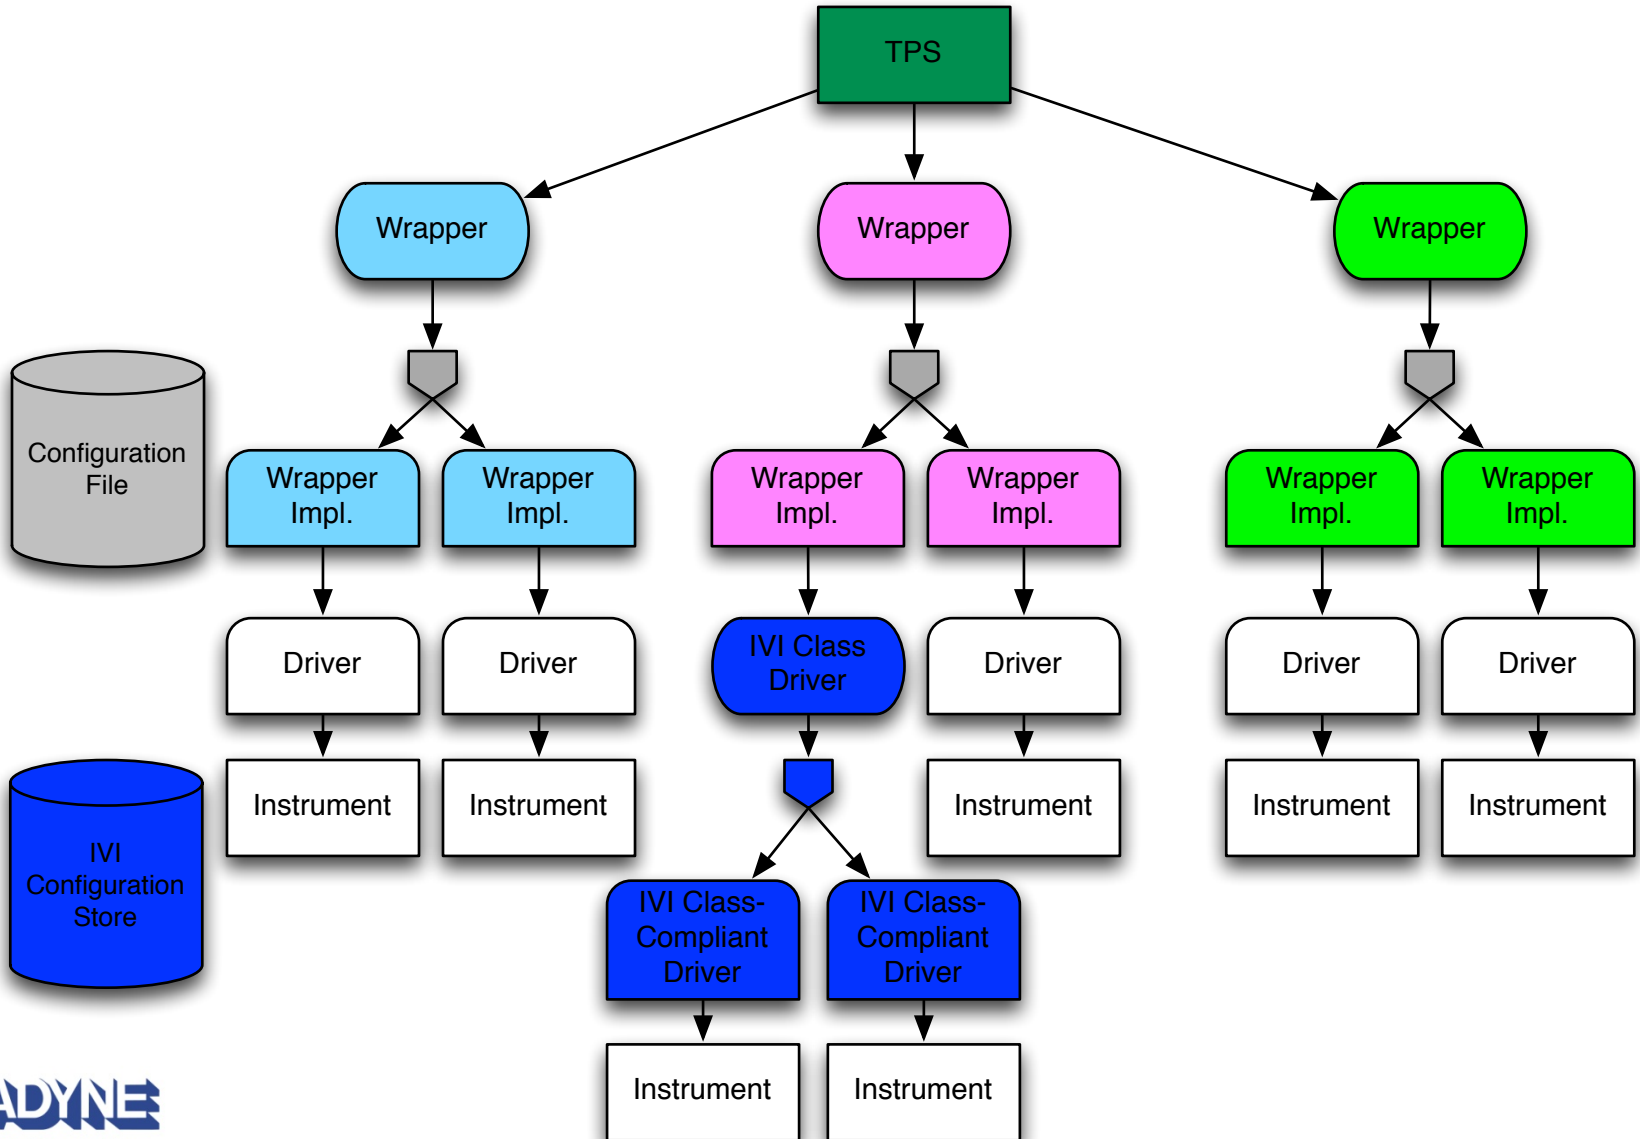 TPS
Wrapper
Wrapper
Wrapper
Configuration
File
Wrapper
Impl.
Wrapper
Impl.
Wrapper
Impl.
Wrapper
Impl.
Wrapper
Impl.
Wrapper
Impl.
Driver
Driver
IVI Class
Driver
Driver
Driver
Driver
IVI
Configuration
Store
Instrument
Instrument
Instrument
Instrument
Instrument
IVI Class-
Compliant
Driver
IVI Class-
Compliant
Driver
Instrument
Instrument
ADYNE